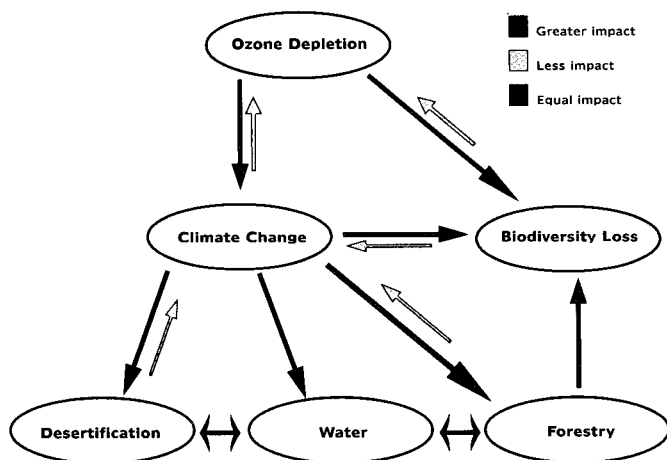 Ozone Depletion
Greater impact
Less impact
Equal impact
Climate Change
Biodiversity Loss
Desertification
Water
Forestry